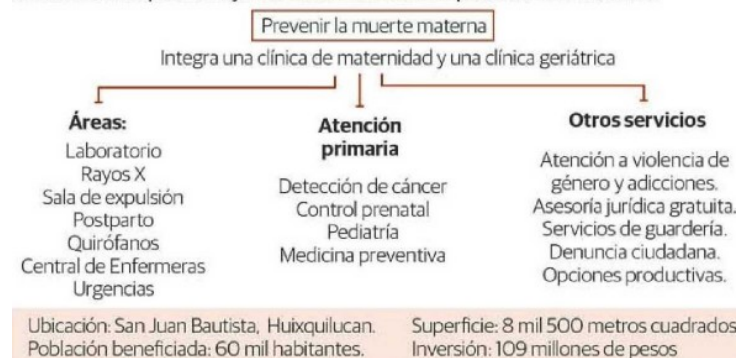 Prevenir la muerte materna
Integra una clínica de maternidad y una clínica geriátrica
Áreas:
Laboratorio
Rayos X
Sala de expulsión
Postparto
Quirófanos
Central de Enfermeras
Urgencias
Atención
primaria
Detección de cáncer
Control prenatal
Pediatría
Medicina preventiva
Otros servicios
Atención a violencia de
género y adicciones.
Asesoría jurídica gratuita.
Servicios de guardería.
Denuncia ciudadana.
Opciones productivas.
Ubicación: San Juan Bautista, Huixquilucan.
Población beneficiada: 60 mil habitantes.
Superficie: 8 mil 500 metros cuadrados
Inversión: 109 millones de pesos